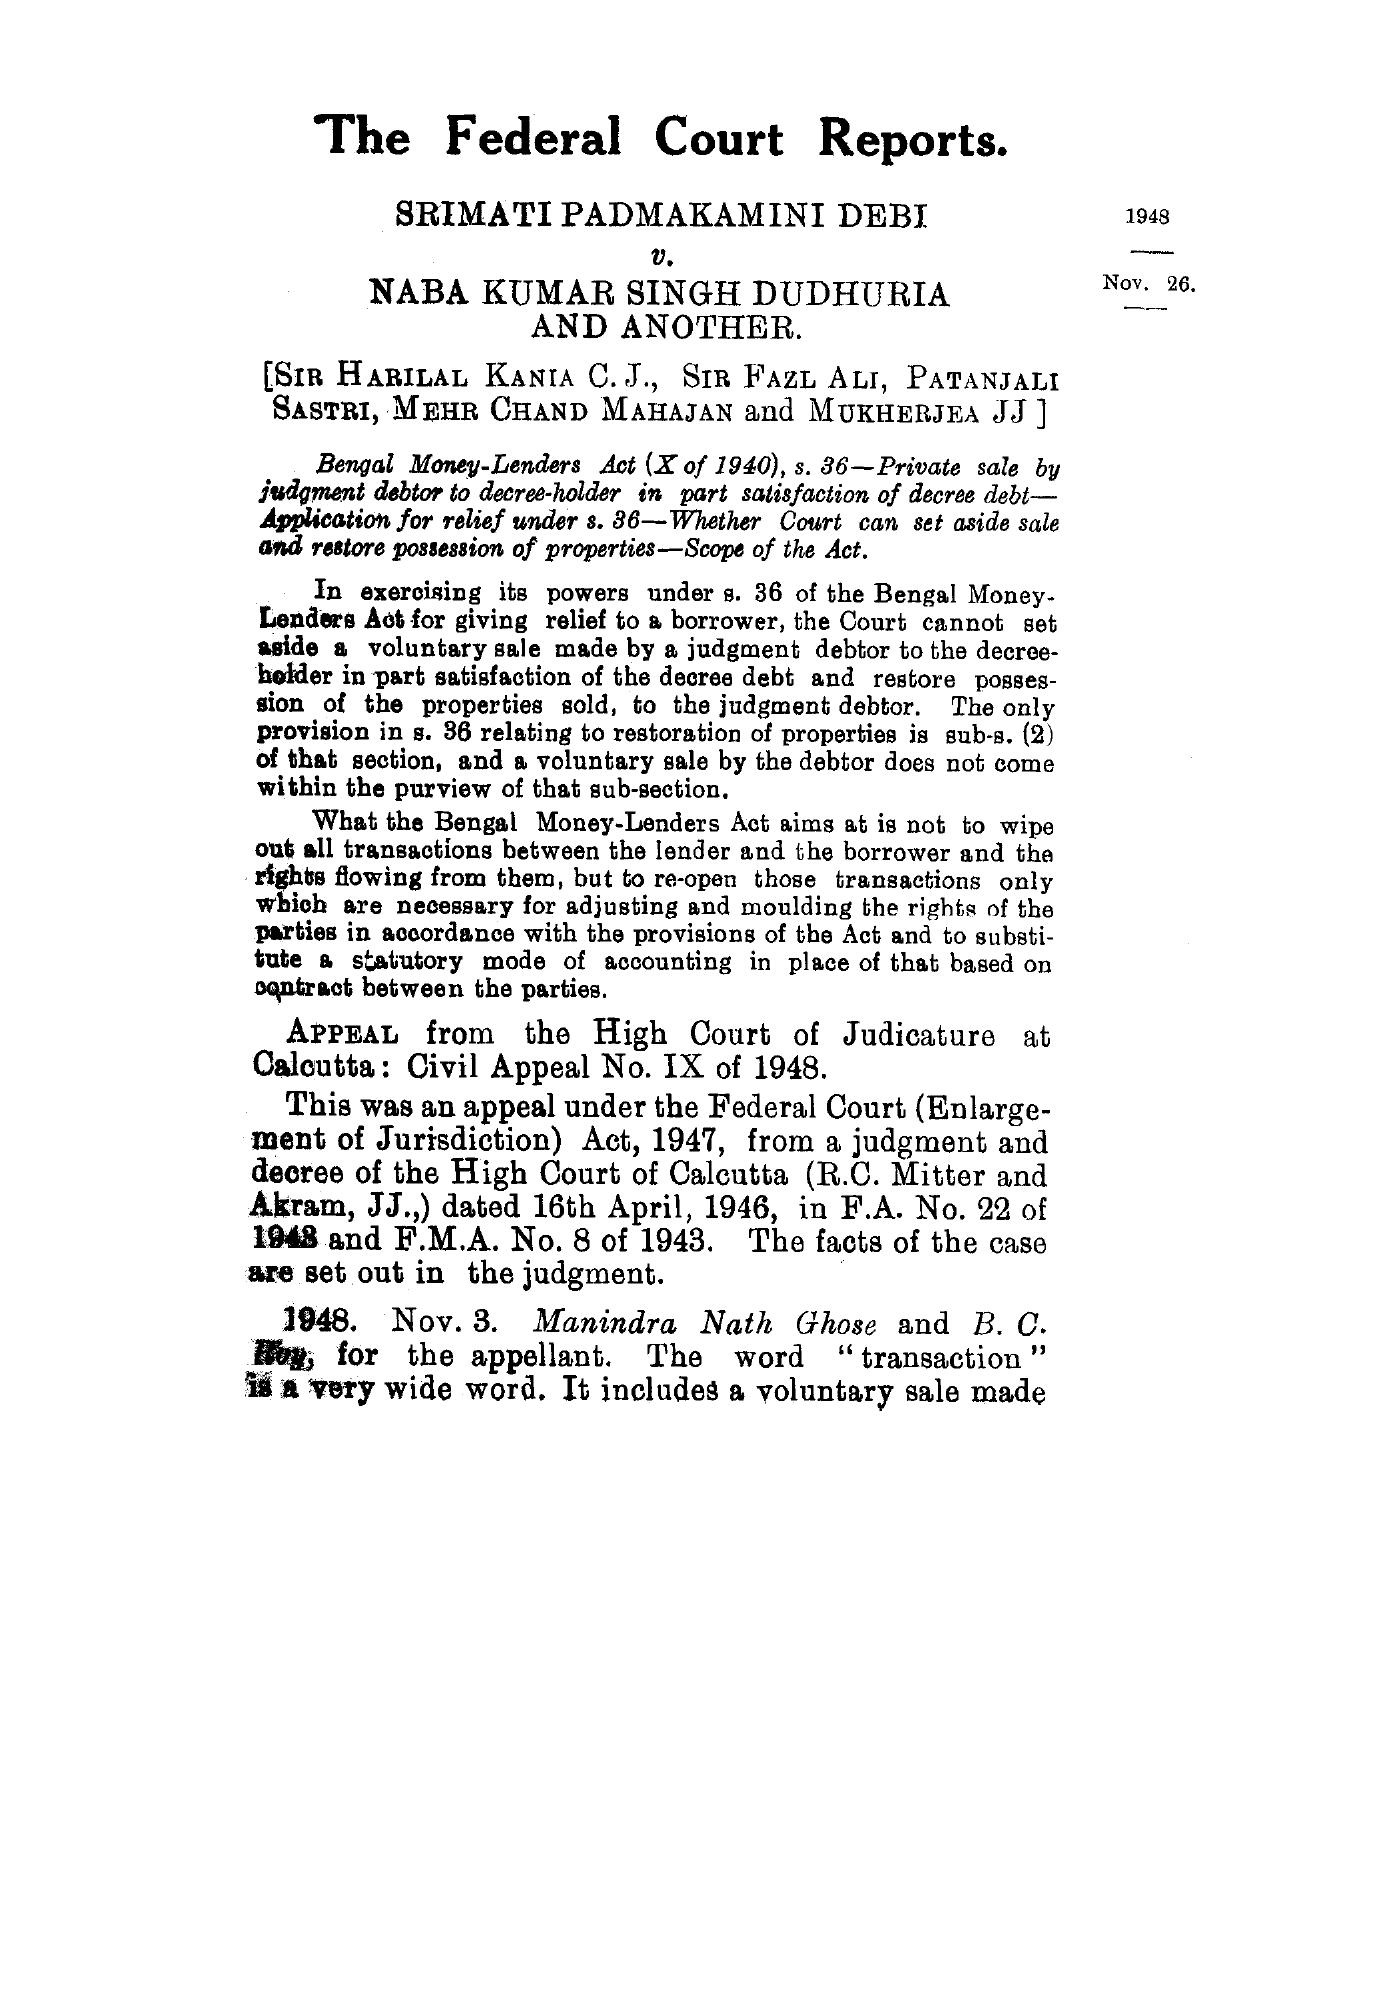 The Federal Court Reports.
SRIMATI PADMAKAMINI DEBI
v.
NABA KUMAR SINGH DUDHURIA
AND ANOTHER.
1948
Nov. 26.
[SIR HARILAL KANIA C. J., SIR FAZL ALI, PATANJALI
SASTRI, MEHR CHAND MAHAJAN and MUKHERJEA JJ ]
Bengal Money-Lenders Act (X of 1940), s. 36—Private sale by
judgment debtor to decree-holder in part satisfaction of decree debt—
Application for relief under s. 36—Whether Court can set aside sale
and restore possession of properties—Scope of the Act.
In exercising its powers under s. 36 of the Bengal Money-
Lenders Act for giving relief to a borrower, the Court cannot set
aside a voluntary sale made by a judgment debtor to the decree-
holder in part satisfaction of the decree debt and restore posses-
sion of the properties sold, to the judgment debtor. The only
provision in s. 36 relating to restoration of properties is sub-s. (2)
of that section, and a voluntary sale by the debtor does not come
within the purview of that sub-section.
What the Bengal Money-Lenders Act aims at is not to wipe
out all transactions between the lender and the borrower and the
rights flowing from them, but to re-open those transactions only
which are necessary for adjusting and moulding the rights of the
parties in accordance with the provisions of the Act and to substi-
tute a statutory mode of accounting in place of that based on
contract between the parties.
APPEAL from the High Court of Judicature at
Calcutta: Civil Appeal No. IX of 1948.
This was an appeal under the Federal Court (Enlarge-
ment of Jurisdiction) Act, 1947, from a judgment and
decree of the High Court of Calcutta (R.C. Mitter and
Akram, JJ.,) dated 16th April, 1946, in F.A. No. 22 of
1943 and F.M.A. No. 8 of 1943. The facts of the case
are set out in the judgment.
1948. Nov. 3. Manindra Nath Ghose and B. C.
for the appellant. The word "transaction"
is a very wide word. It includes a voluntary sale made